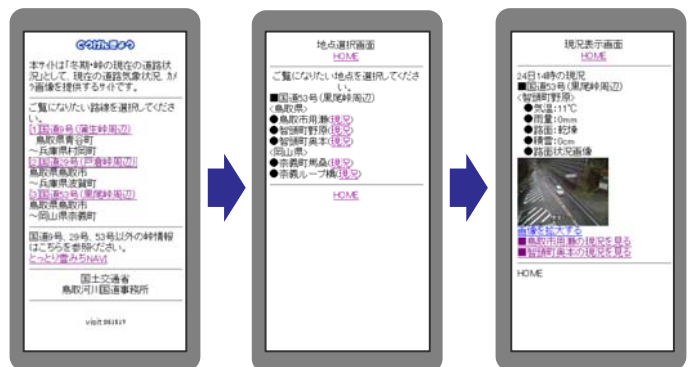 とうげんきょう
本サイトは「冬期・峠の現在の道路状
況」として、現在の道路気象状況、カメ
ラ画像を提供するサイトです。
ご覧になりたい路線を選択してくださ
い。
[1]国道9号(蒲生峠周辺)
鳥取県青谷町
～兵庫県村岡町
[2]国道29号(戸倉峠周辺)
鳥取県鳥取市
～兵庫県波賀町
[3]国道53号(黒尾峠周辺)
鳥取県鳥取市
～岡山県奈義町
国道9号、29号、53号以外の峠情報
はこちらを参照ください。
とっとり雪みちNAVI
国土交通省
鳥取河川国道事務所
地点選択画面
HOME
ご覧になりたい地点を選択してくださ
い。
■国道53号(黒尾峠周辺)
<鳥取県>
●鳥取市用瀬(現況)
●智頭町野原(現況)
●智頭町奥本(現況)
<岡山県>
●奈義町馬桑(現況)
●奈義ループ橋(現況)
HOME
現況表示画面
HOME
24日14時の現況
■国道53号(黒尾峠周辺)
<智頭町野原>
●気温:11℃
●雨量:0mm
●路面:乾燥
●積雪:0cm
●路面状況画像
画像を拡大する
■鳥取市用瀬の現況を見る
■智頭町奥本の現況を見る
HOME